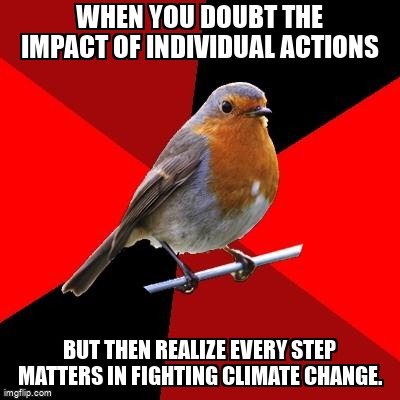 WHEN YOU DOUBT THE
IMPACT OF INDIVIDUAL ACTIONS
BUT THEN REALIZE EVERY STEP
MATTERS IN FIGHTING CLIMATE CHANGE.
imgflip.com